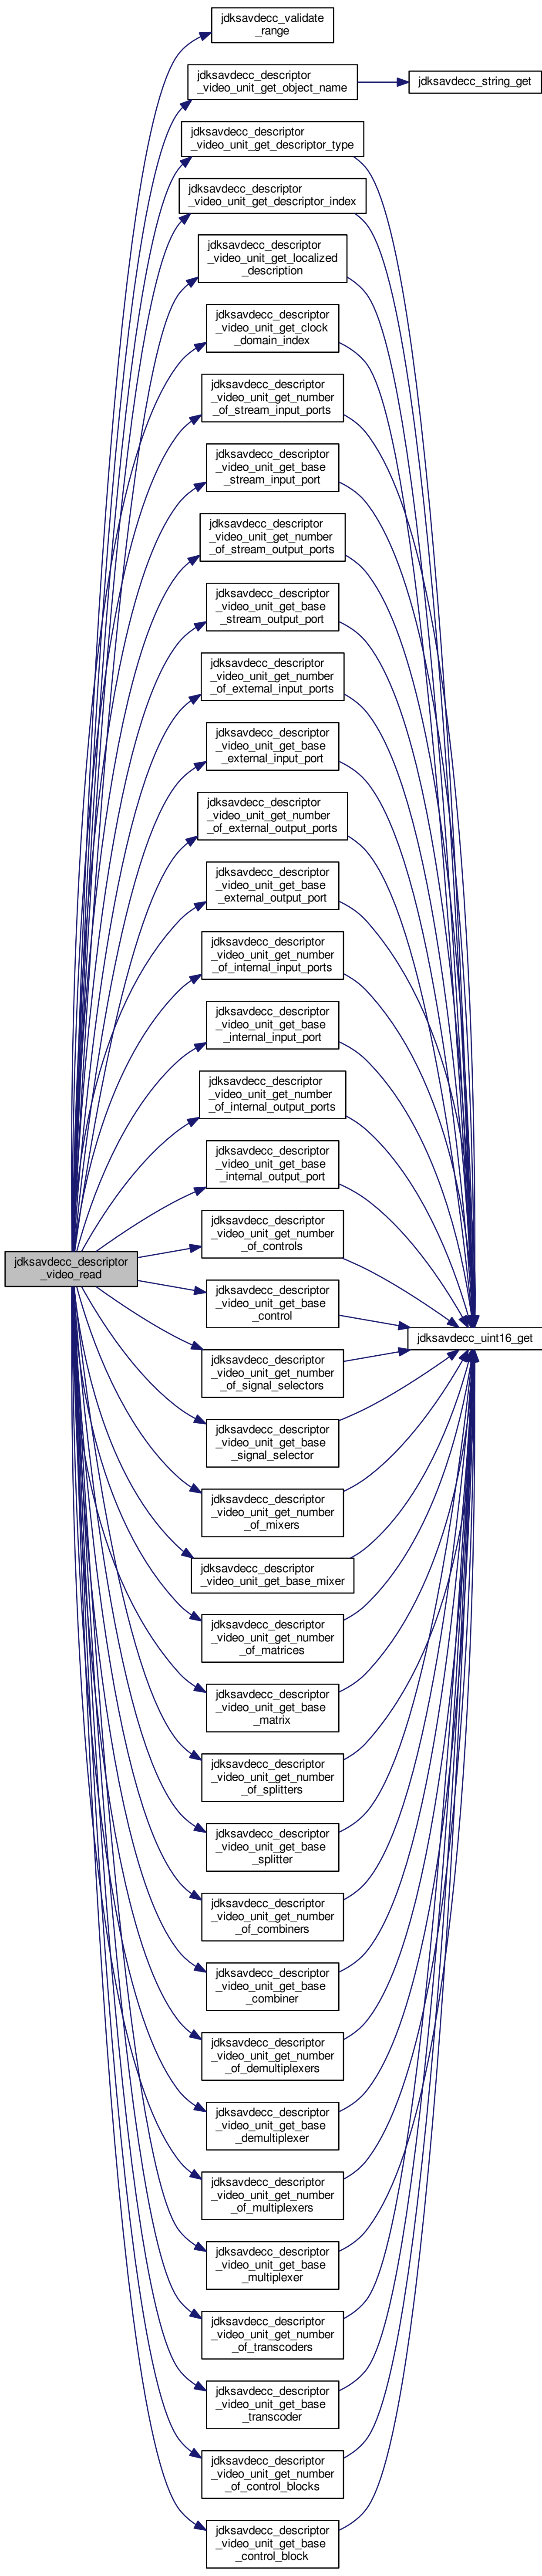 jdksavdecc_validate
_range
jdksavdecc_descriptor
_video_unit_get_object_name
jdksavdecc_string_get
jdksavdecc_descriptor
_video_unit_get_descriptor_type
jdksavdecc_descriptor
_video_unit_get_descriptor_index
jdksavdecc_descriptor
_video_unit_get_localized
_description
jdksavdecc_descriptor
_video_unit_get_clock
_domain_index
jdksavdecc_descriptor
_video_unit_get_number
_of_stream_input_ports
jdksavdecc_descriptor
_video_unit_get_base
_stream_input_port
jdksavdecc_descriptor
_video_unit_get_number
_of_stream_output_ports
jdksavdecc_descriptor
_video_unit_get_base
_stream_output_port
jdksavdecc_descriptor
_video_unit_get_number
_of_external_input_ports
jdksavdecc_descriptor
_video_unit_get_base
_external_input_port
jdksavdecc_descriptor
_video_unit_get_number
_of_external_output_ports
jdksavdecc_descriptor
_video_unit_get_base
_external_output_port
jdksavdecc_descriptor
_video_unit_get_number
_of_internal_input_ports
jdksavdecc_descriptor
_video_unit_get_base
_internal_input_port
jdksavdecc_descriptor
_video_unit_get_number
_of_internal_output_ports
jdksavdecc_descriptor
_video_unit_get_base
_internal_output_port
jdksavdecc_descriptor
_video_read
jdksavdecc_descriptor
_video_unit_get_number
_of_controls
jdksavdecc_descriptor
_video_unit_get_base
_control
jdksavdecc_uint16_get
jdksavdecc_descriptor
_video_unit_get_number
_of_signal_selectors
jdksavdecc_descriptor
_video_unit_get_base
_signal_selector
jdksavdecc_descriptor
_video_unit_get_number
_of_mixers
jdksavdecc_descriptor
_video_unit_get_base_mixer
jdksavdecc_descriptor
_video_unit_get_number
_of_matrices
jdksavdecc_descriptor
_video_unit_get_base
_matrix
jdksavdecc_descriptor
_video_unit_get_number
_of_splitters
jdksavdecc_descriptor
_video_unit_get_base
_splitter
jdksavdecc_descriptor
_video_unit_get_number
_of_combiners
jdksavdecc_descriptor
_video_unit_get_base
_combiner
jdksavdecc_descriptor
_video_unit_get_number
_of_demultiplexers
jdksavdecc_descriptor
_video_unit_get_base
_demultiplexer
jdksavdecc_descriptor
_video_unit_get_number
_of_multiplexers
jdksavdecc_descriptor
_video_unit_get_base
_multiplexer
jdksavdecc_descriptor
_video_unit_get_number
_of_transcoders
jdksavdecc_descriptor
_video_unit_get_base
_transcoder
jdksavdecc_descriptor
_video_unit_get_number
_of_control_blocks
jdksavdecc_descriptor
_video_unit_get_base
_control_block